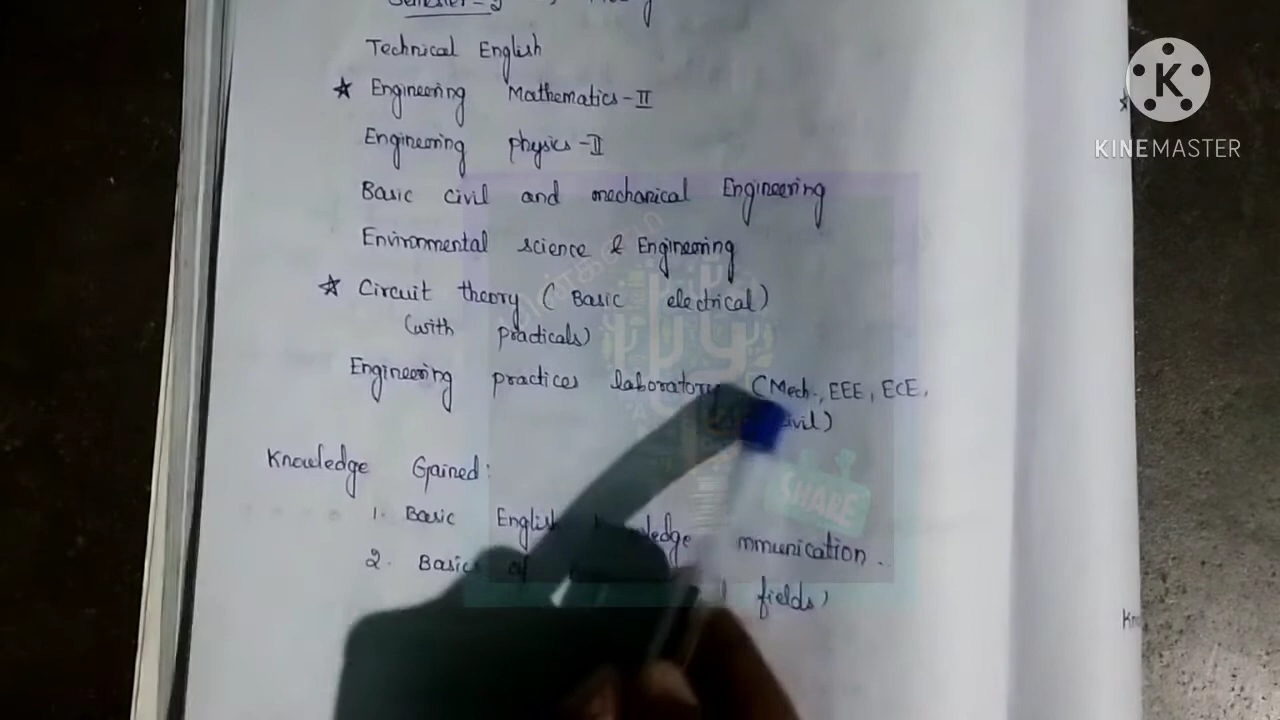 Technical English
☆ Engineering Mathematics-II
Engineering physics-II
Basic civil and mechanical Engineering
Environmental science & Engineering
☆ Circuit theory ( Basic electrical)
(with practicals)
Engineering practices laboratory (Mech., EEE, ECE,
Knowledge Gained:
1. Basic English
2. Basics of
fields)
K
KINEMASTER
SHARE